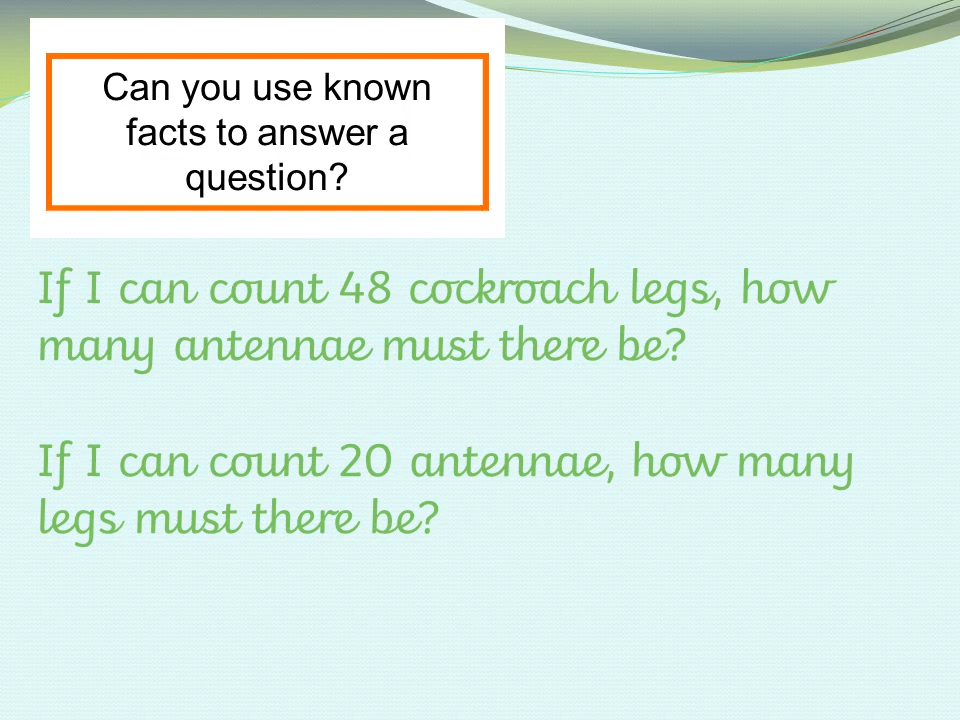 Can you use known
facts to answer a
question?
If I can count 48 cockroach legs, how
many antennae must there be?
If I can count 20 antennae, how many
legs must there be?